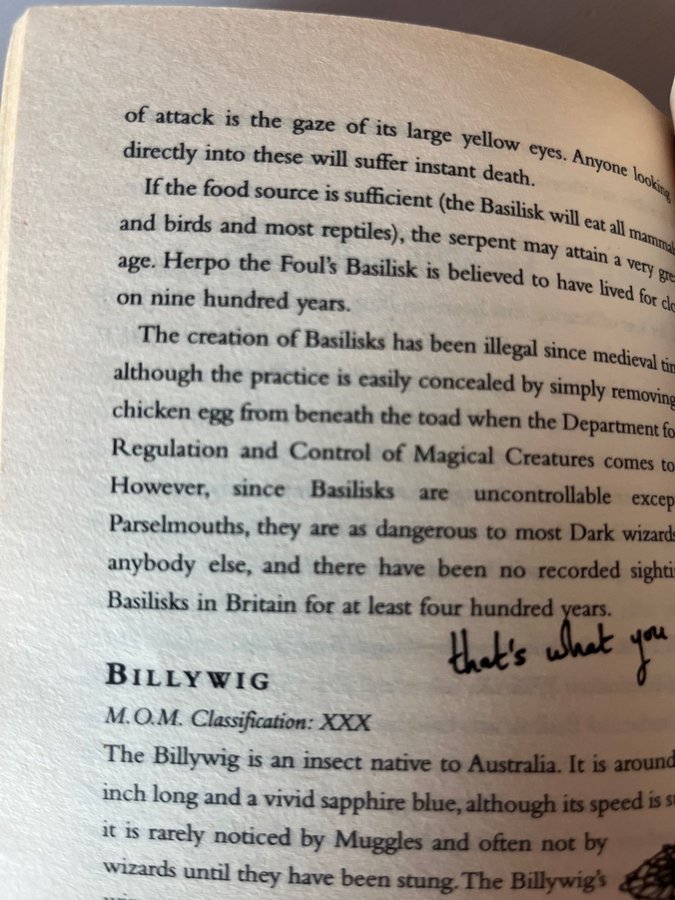 of attack is the gaze of its large yellow eyes. Anyone looking
directly into these will suffer instant death.
If the food source is sufficient (the Basilisk will eat all
and birds and most reptiles), the serpent may attain a very
age. Herpo the Foul's Basilisk is believed to have lived for
on nine hundred years.
The creation of Basilisks has been illegal since medieval
although the practice is easily concealed by simply removing
chicken egg from beneath the toad when the Department
Regulation and Control of Magical Creatures comes to
However, since Basilisks are uncontrollable
Parselmouths, they are as dangerous to most Dark
anybody else, and there have been no recorded
Basilisks in Britain for at least four hundred years.
that's what you
BILLYWIG
M.O.M. Classification: XXX
The Billywig is an insect native to Australia. It is around
inch long and a vivid sapphire blue, although its speed is
it is rarely noticed by Muggles and often not by
wizards until they have been stung. The Billywig's